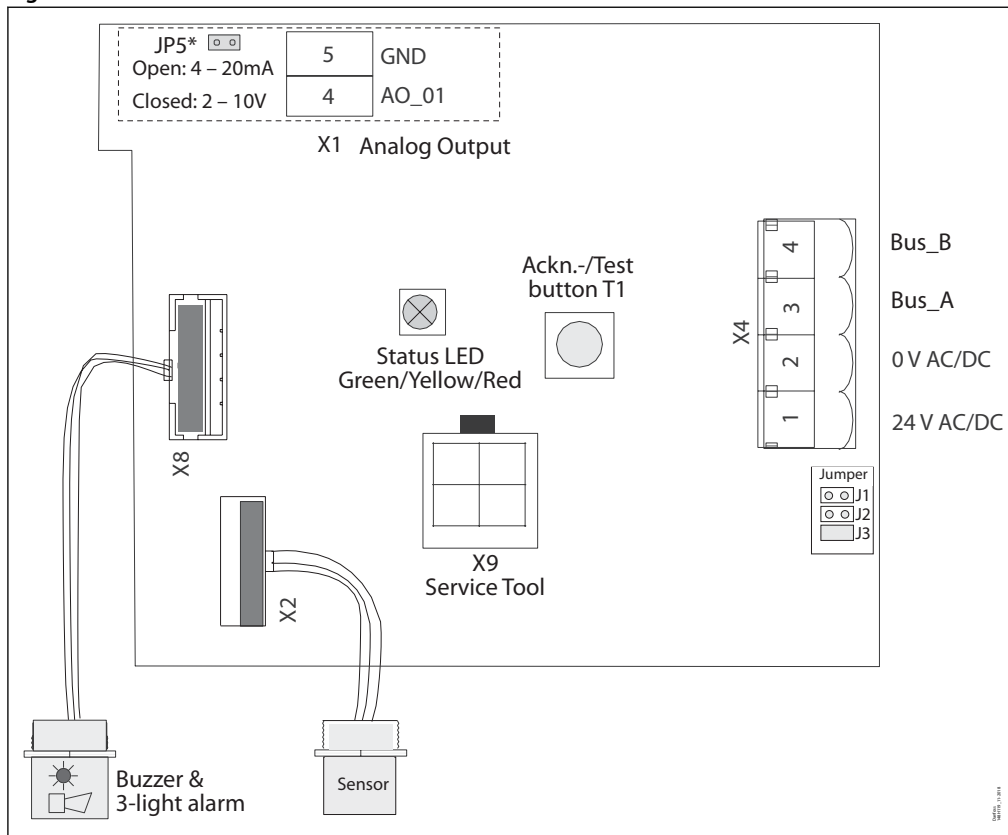 JP5*
Open: 4 – 20mA
Closed: 2 – 10V
5 GND
4 AO_01
X1 Analog Output
Ackn.-/Test
button T1
Status LED
Green/Yellow/Red
X8
X2
X9
Service Tool
X4
4 Bus_B
3 Bus_A
2 0 V AC/DC
1 24 V AC/DC
Jumper
J1
J2
J3
Buzzer &
3-light alarm
Sensor